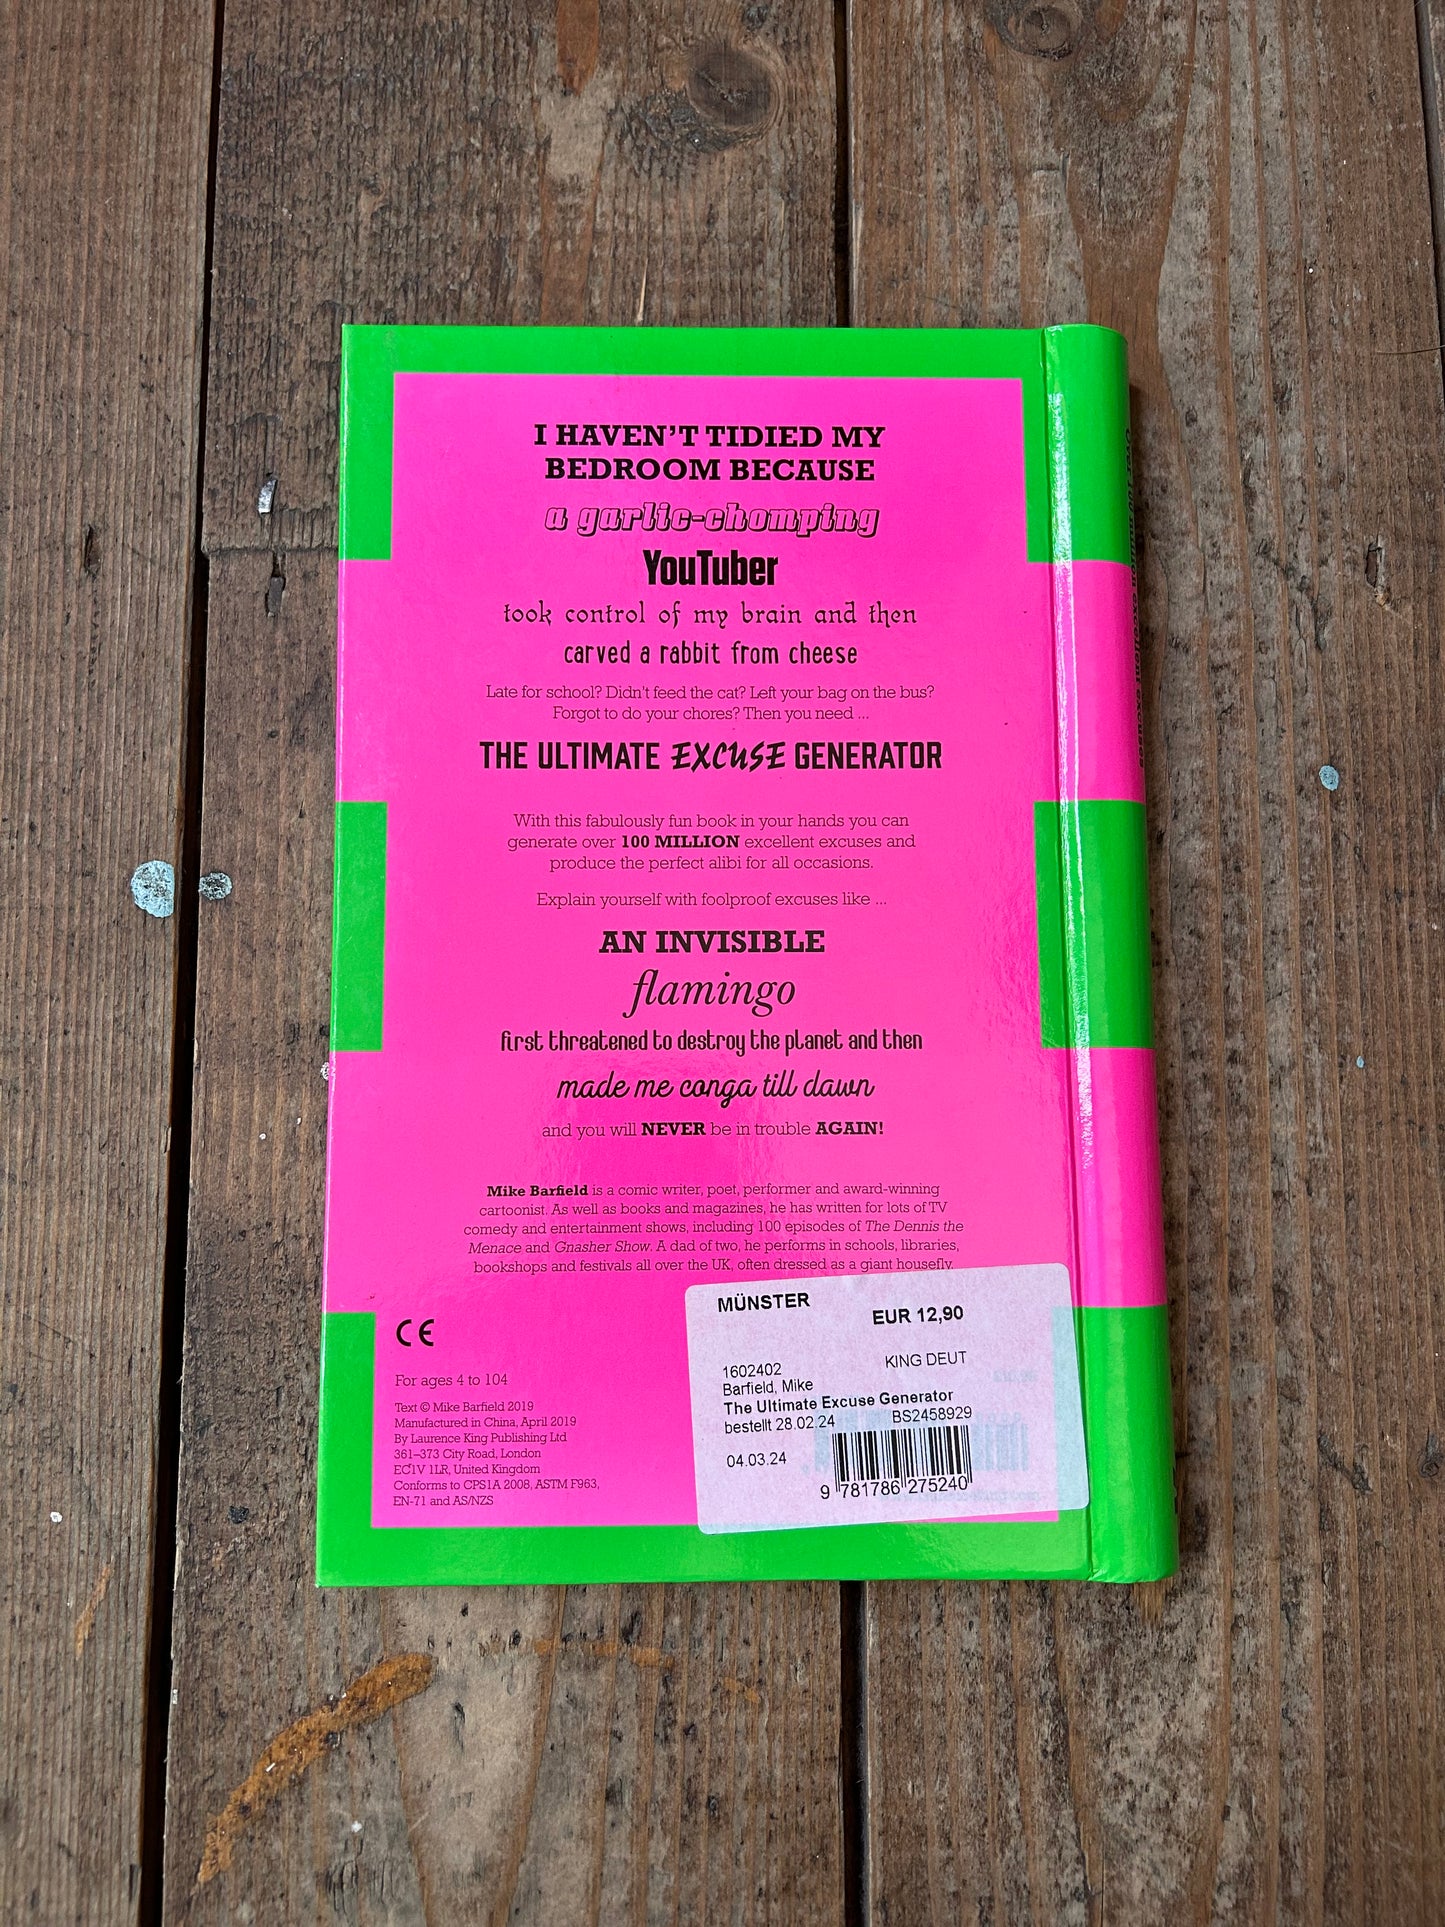 I HAVEN'T TIDIED MY
BEDROOM BECAUSE
a garlic-chomping
YouTuber
took control of my brain and then
carved a rabbit from cheese
Late for school? Didn't feed the cat? Left your bag on the bus?
Forgot to do your chores? Then you need ...
THE ULTIMATE EXCUSE GENERATOR
With this fabulously fun book in your hands you can
generate over 100 MILLION excellent excuses and
produce the perfect alibi for all occasions.
Explain yourself with foolproof excuses like ...
AN INVISIBLE
flamingo
first threatened to destroy the planet and then
made me conga till dawn
and you will NEVER be in trouble AGAIN!
Mike Barfield is a comic writer, poet, performer and award-winning
cartoonist. As well as books and magazines, he has written for lots of TV
comedy and entertainment shows, including 100 episodes of The Dennis the
Menace and Gnasher Show. A dad of two, he performs in schools, libraries,
bookshops and festivals all over the UK, often dressed as a giant housefly.
CE
For ages 4 to 104
Text © Mike Barfield 2019
Manufactured in China, April 2019
By Laurence King Publishing Ltd
361–373 City Road, London
EC1V 1LR, United Kingdom
Conforms to CPSIA 2008, ASTM F963,
EN-71 and AS/NZS
MÜNSTER
EUR 12,90
1602402 KING DEUT
Barfield, Mike
The Ultimate Excuse Generator
bestellt 28.02.24 BS2458929
04.03.24
9 781786 275240